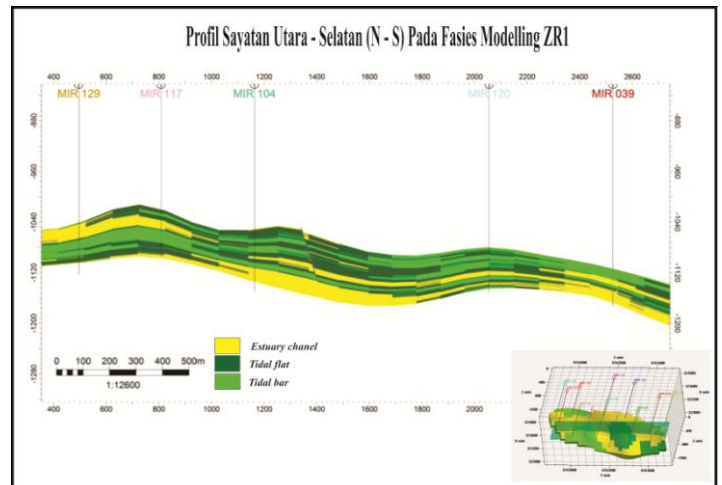 Profil Sayatan Utara - Selatan (N - S) Pada Fasies Modelling ZR1
400 600 800 1000 1200 1400 1600 1800 2000 2200 2400 2600
MIR 129 MIR 117 MIR 104 MIR 120 MIR 039
-880 -880
-960 -960
-1040 -1040
-1120 -1120
-1200 -1200
-1280
Estuary chanel
Tidal flat
Tidal bar
0 100 200 300 400 500m
1:12600
400 600 800 1000 1200 1400 1600 1800 2000